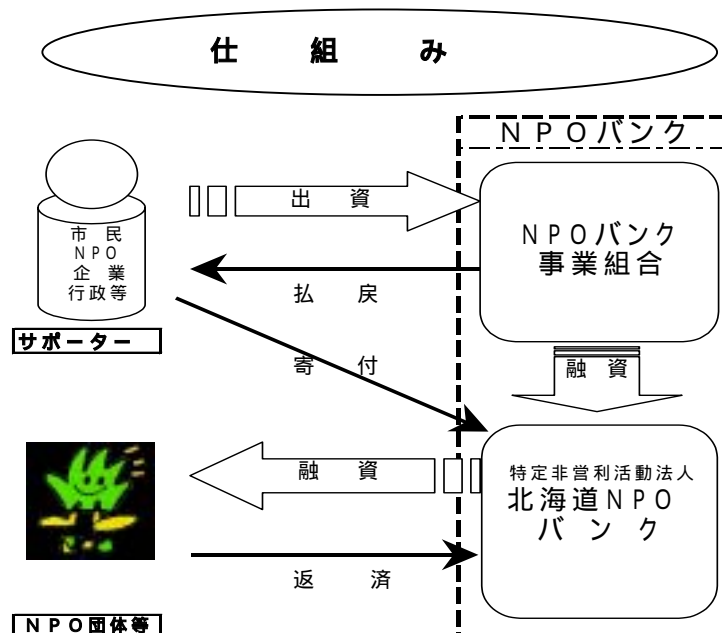 仕 組 み
NPOバンク
出 資
市 民
NPO
企 業
行政等
サポーター
NPOバンク
事業組合
払 戻
寄 付
融 資
融 資
特定非営利活動法人
北海道NPO
バ ン ク
返 済
NPO団体等